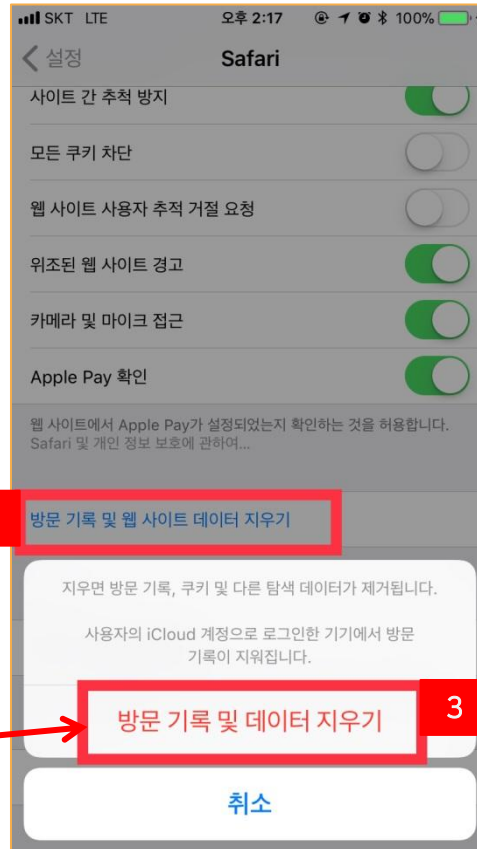 SKT LTE 오후 2:17 100%
설정 Safari
사이트 간 추적 방지
모든 쿠키 차단
웹 사이트 사용자 추적 거절 요청
위조된 웹 사이트 경고
카메라 및 마이크 접근
Apple Pay 확인
웹 사이트에서 Apple Pay가 설정되었는지 확인하는 것을 허용합니다.
Safari 및 개인 정보 보호에 관하여...
방문 기록 및 웹 사이트 데이터 지우기
지우면 방문 기록, 쿠키 및 다른 탐색 데이터가 제거됩니다.
사용자의 iCloud 계정으로 로그인한 기기에서 방문
기록이 지워집니다.
방문 기록 및 데이터 지우기 3
취소